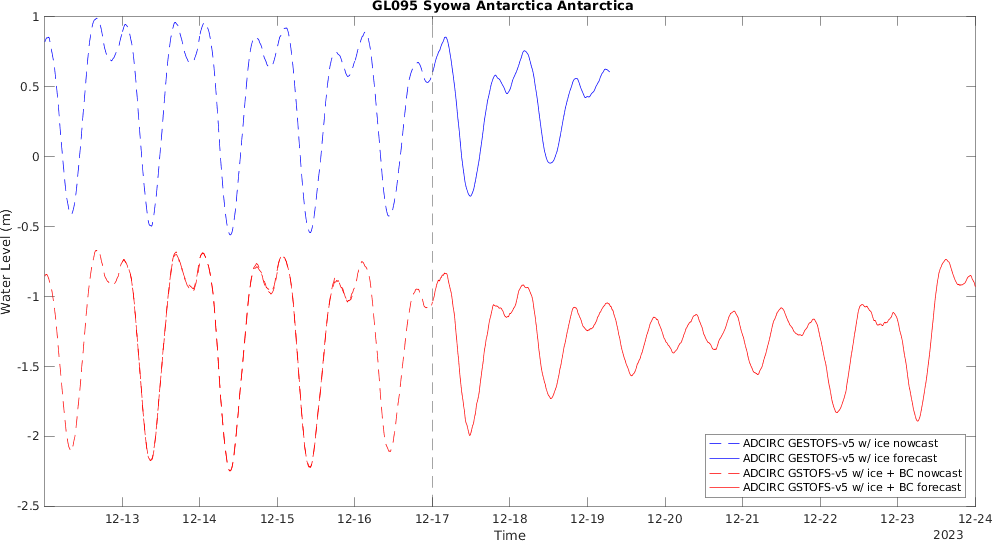 GL095 Syowa Antarctica Antarctica
1
0.5
0
-0.5
-1
-1.5
-2
-2.5
Water Level (m)
ADCIRC GESTOFS-v5 w/ ice nowcast
ADCIRC GESTOFS-v5 w/ ice forecast
ADCIRC GSTOFS-v5 w/ ice + BC nowcast
ADCIRC GSTOFS-v5 w/ ice + BC forecast
12-13 12-14 12-15 12-16 12-17 12-18 12-19 12-20 12-21 12-22 12-23 12-24
Time
2023